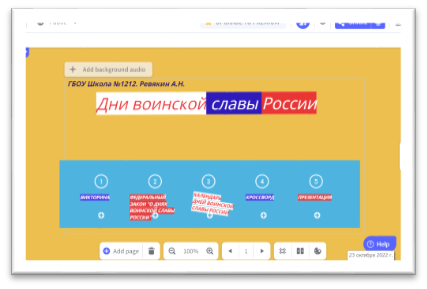 Add background audio
ГБОУ Школа №1212. Ревякин А.Н.
Дни воинской славы России
1 2 3 4 5
ВИКТОРИНА
ФЕДЕРАЛЬНЫЙ
ЗАКОН "О ДНЯХ
ВОИНСКОЙ СЛАВЫ
РОССИИ"
КАЛЕНДАРЬ
ДНЕЙ ВОИНСКОЙ
СЛАВЫ РОССИИ
КРОССВОРД
ПРЕЗЕНТАЦИЯ
Help
Add page 100% 1
23 октября 2022 г.